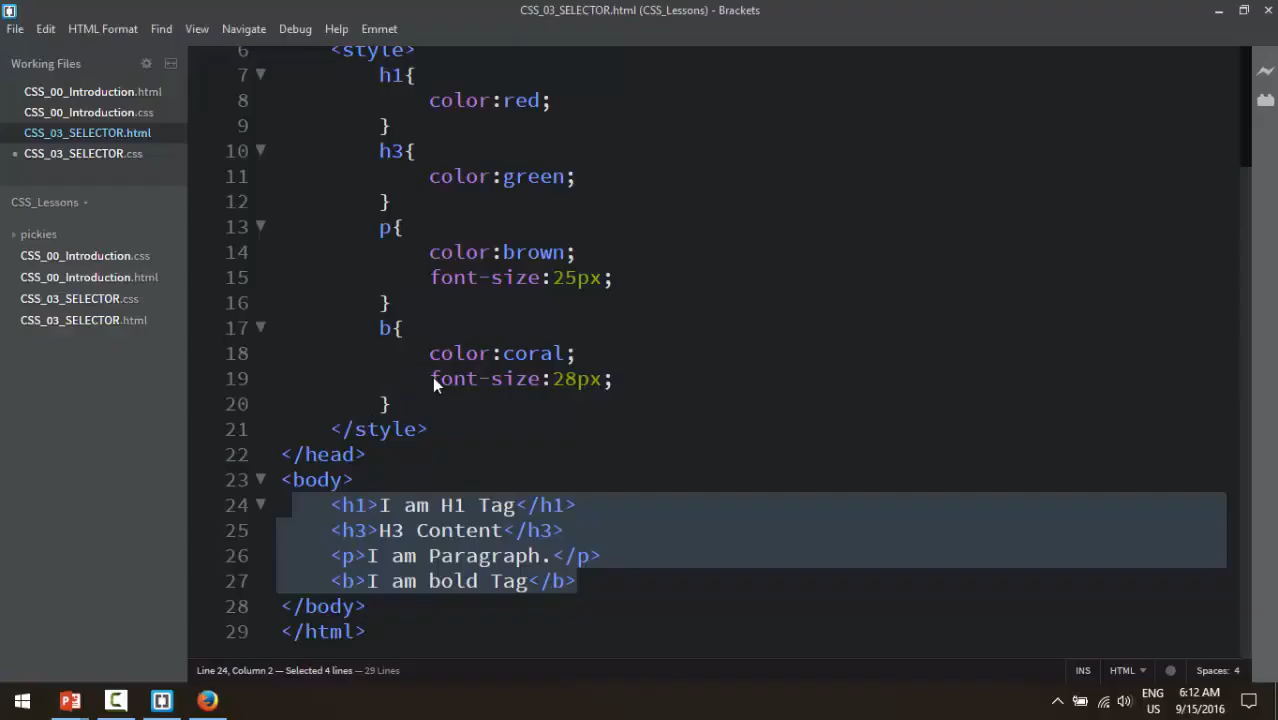 CSS_03_SELECTOR.html (CSS_Lessons) - Brackets
File Edit HTML Format Find View Navigate Debug Help Emmet
Working Files
CSS_00_Introduction.html
CSS_00_Introduction.css
CSS_03_SELECTOR.html
CSS_03_SELECTOR.css
CSS_Lessons
pickies
CSS_00_Introduction.css
CSS_00_Introduction.html
CSS_03_SELECTOR.css
CSS_03_SELECTOR.html
6 <style>
7 h1{
8 color:red;
9 }
10 h3{
11 color:green;
12 }
13 p{
14 color:brown;
15 font-size:25px;
16 }
17 b{
18 color:coral;
19 font-size:28px;
20 }
21 </style>
22 </head>
23 <body>
24 <h1>I am H1 Tag</h1>
25 <h3>H3 Content</h3>
26 <p>I am Paragraph.</p>
27 <b>I am bold Tag</b>
28 </body>
29 </html>
Line 24, Column 2 — Selected 4 lines — 29 Lines
INS HTML Spaces: 4
ENG
US
6:12 AM
9/15/2016